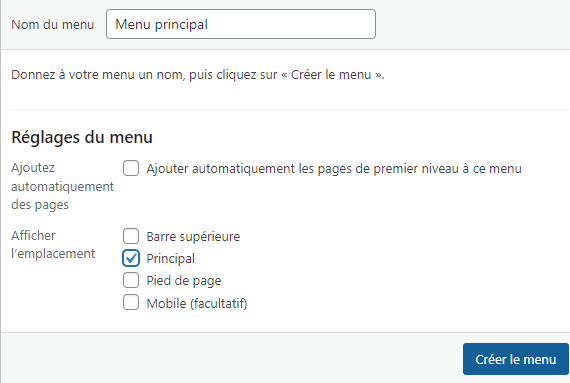 Nom du menu Menu principal
Donnez à votre menu un nom, puis cliquez sur « Créer le menu ».
Réglages du menu
Ajoutez automatiquement des pages
Ajouter automatiquement les pages de premier niveau à ce menu
Afficher l'emplacement
Barre supérieure
Principal
Pied de page
Mobile (facultatif)
Créer le menu